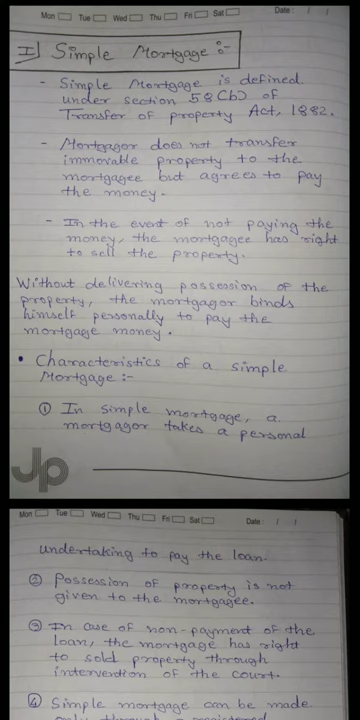 Mon Tue Wed Thu Fri Sat Date : / /
I) Simple Mortgage :-
- Simple Mortgage is defined
under section 58(b) of
Transfer of property Act, 1882.
- Mortgagor does not transfer
immovable property to the
mortgagee but agrees to pay
the money.
- In the event of not paying the
money, the mortgagee has right
to sell the property.
Without delivering possession of the
property, the mortgagor binds
himself personally to pay the
mortgage money.
• Characteristics of a simple
Mortgage :-
① In simple mortgage, a
mortgagor takes a personal
Jp
Mon Tue Wed Thu Fri Sat Date : / /
undertaking to pay the loan.
② Possession of property is not
given to the mortgagee.
③ In case of non-payment of the
loan, the mortgagee has right
to sold property through
intervention of the court.
④ Simple mortgage can be made
only through a